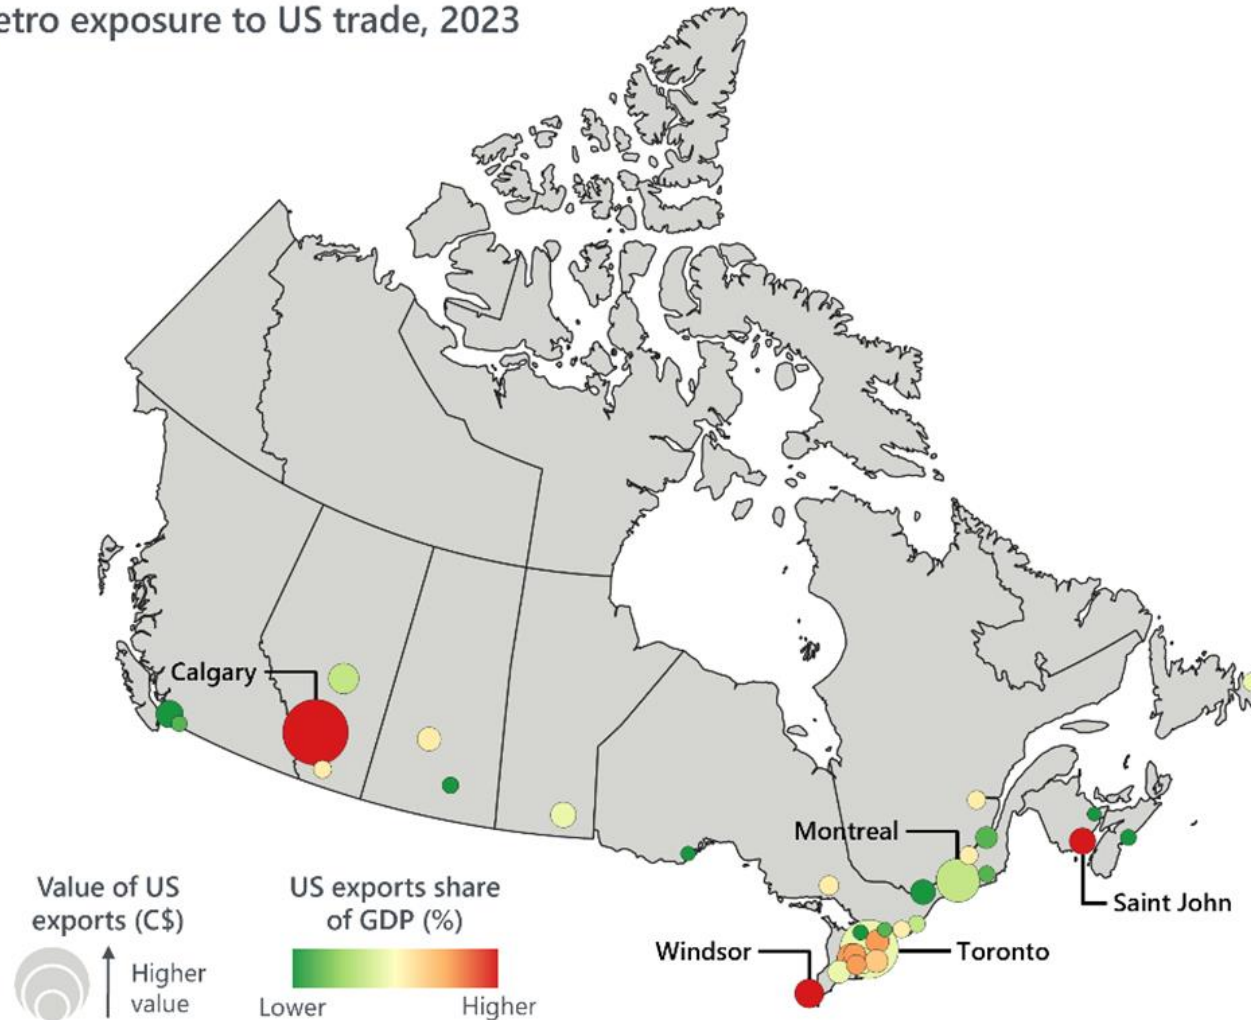 etro exposure to US trade, 2023
Calgary
Montreal
Saint John
Windsor
Toronto
Value of US
exports (C$)
Higher
value
US exports share
of GDP (%)
Lower
Higher